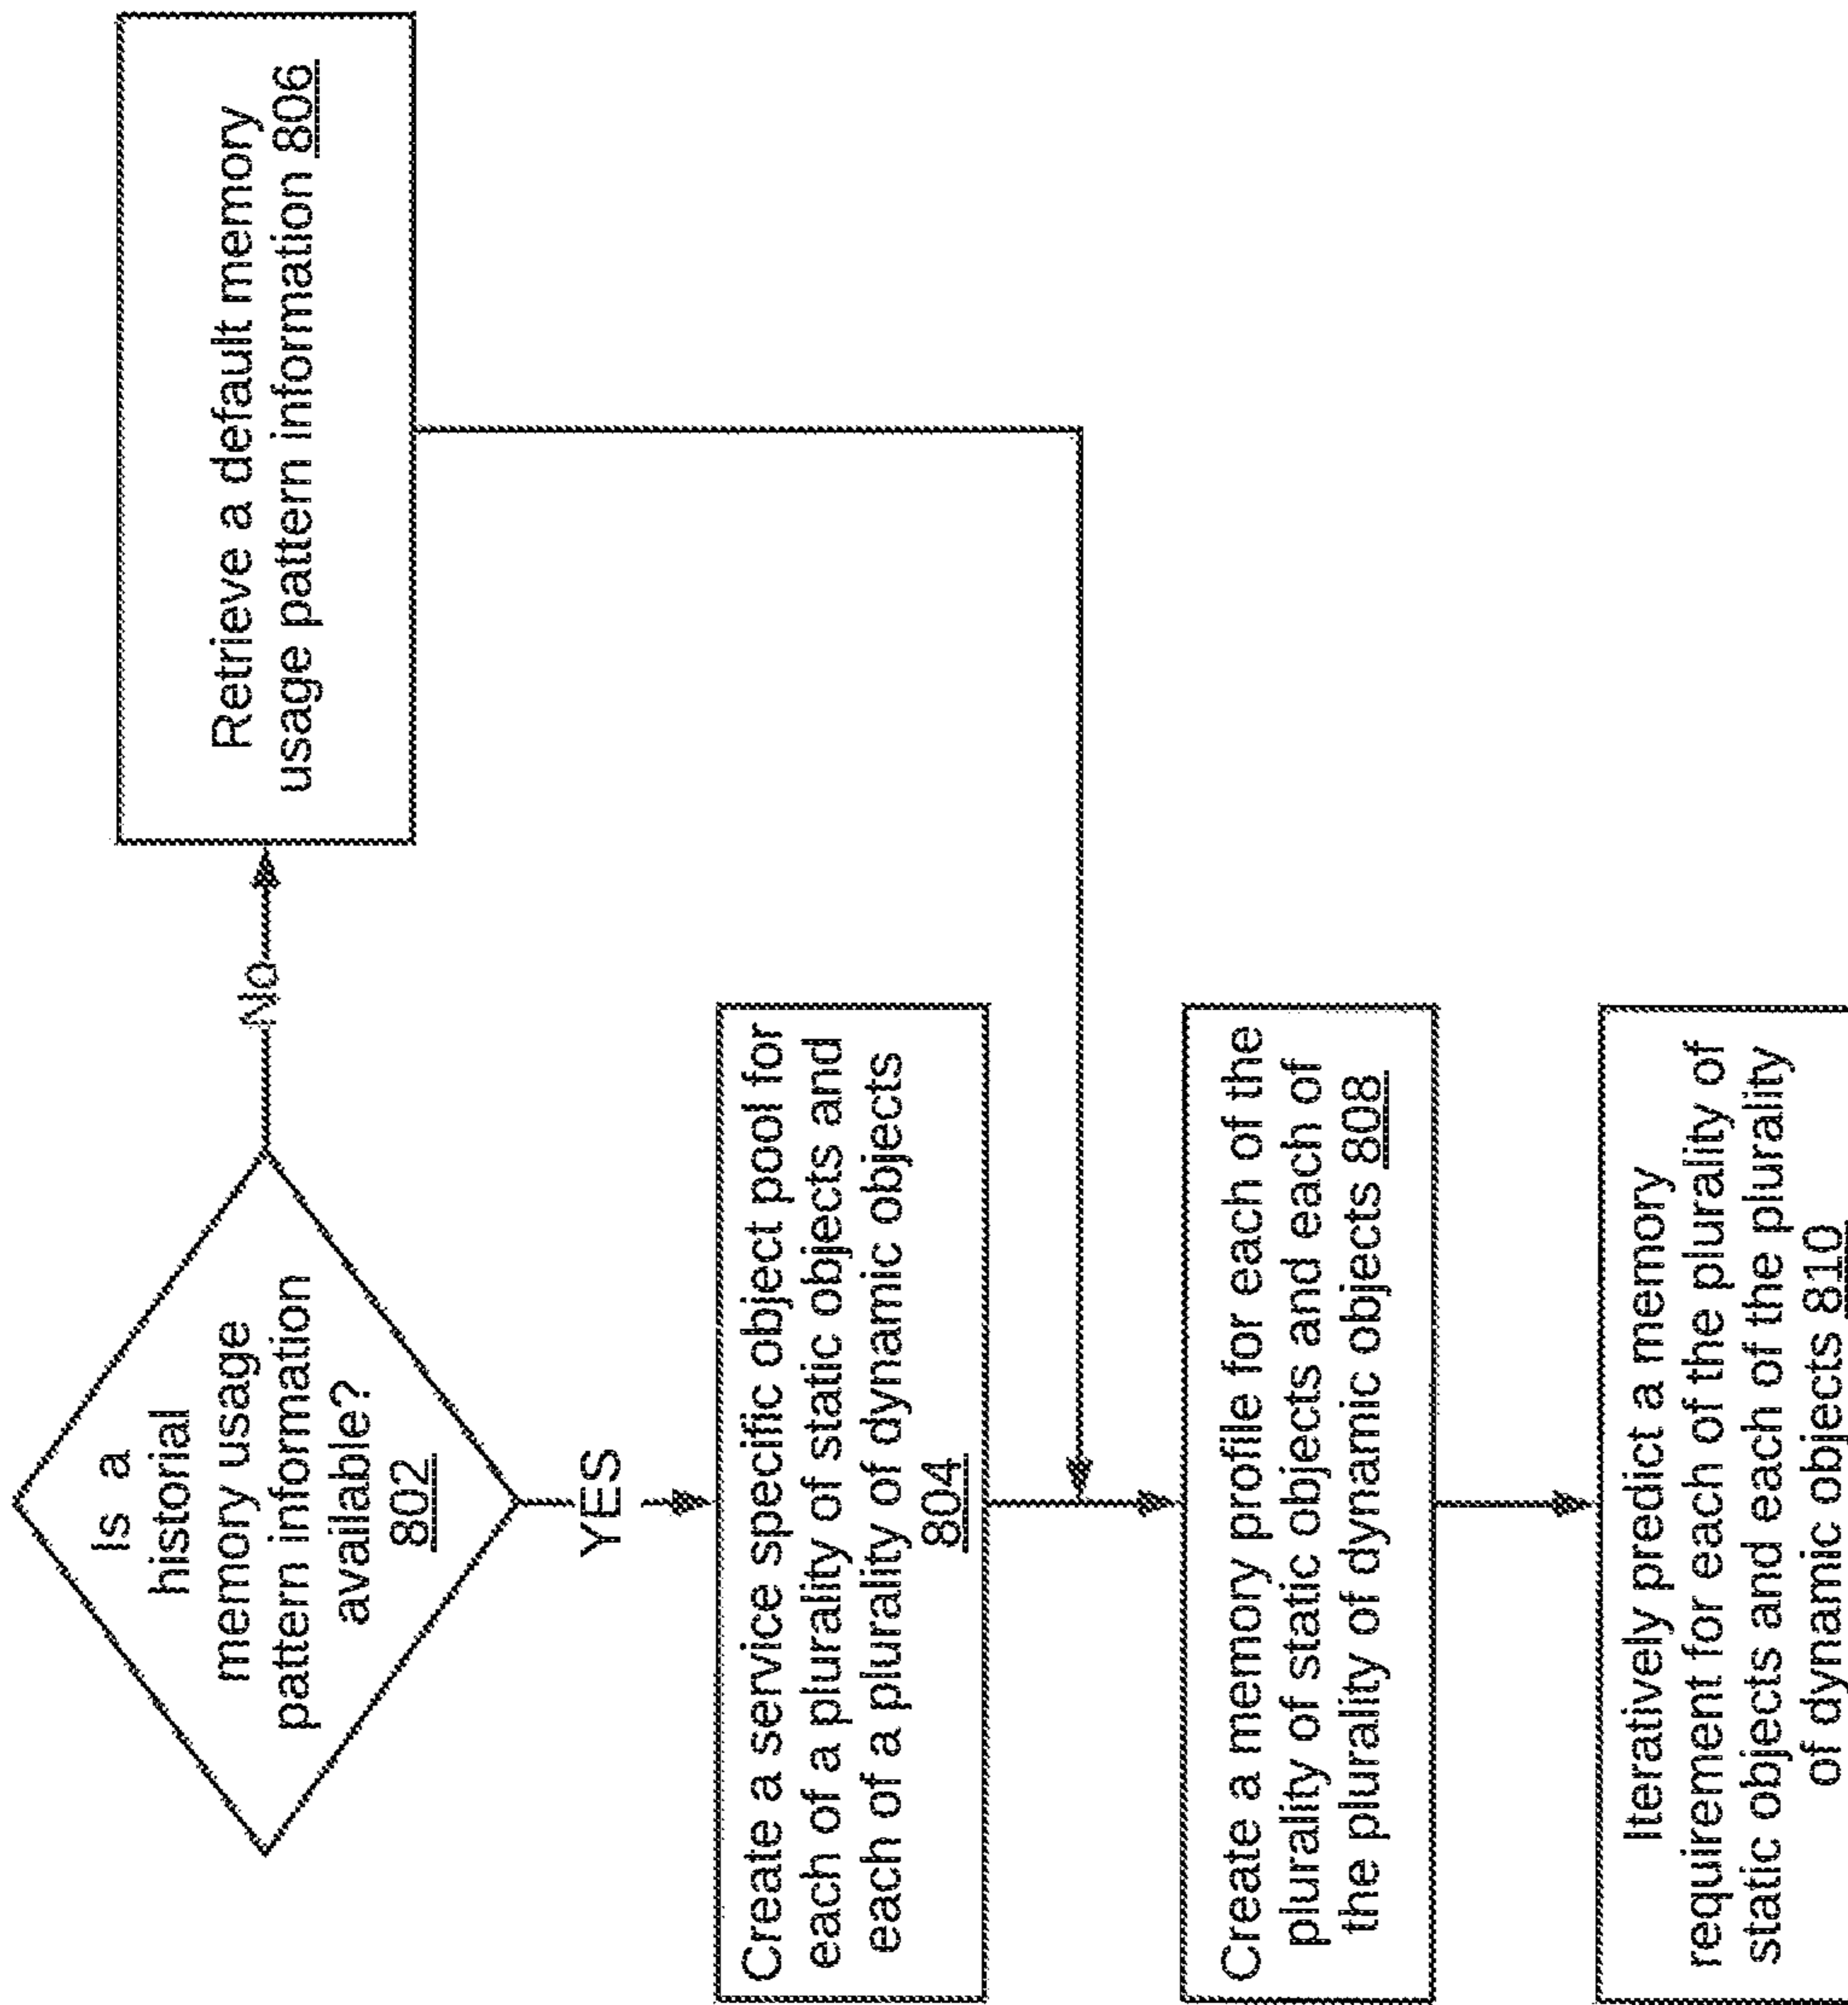 Is a
historial
memory usage
pattern information
available?
802
No
Retrieve a default memory
usage pattern information 806
YES
Create a service specific object pool for
each of a plurality of static objects and
each of a plurality of dynamic objects
804
Create a memory profile for each of the
plurality of static objects and each of
the plurality of dynamic objects 808
Iteratively predict a memory
requirement for each of the plurality of
static objects and each of the plurality
of dynamic objects 810